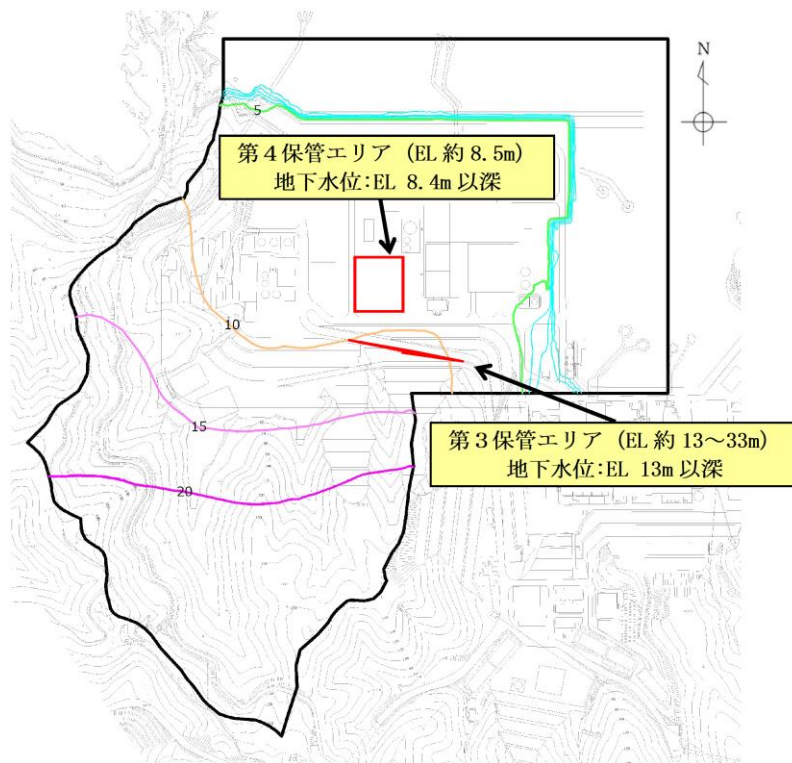 N
5
第4保管エリア（EL 約 8.5m）
地下水位:EL 8.4m 以深
10
第3保管エリア（EL 約 13～33m）
地下水位:EL 13m 以深
15
20